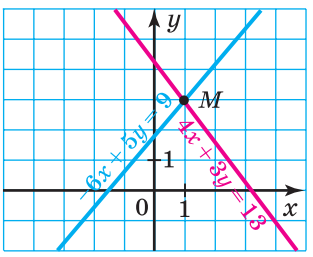 y
M
−6x + 5y = 9
4x + 3y = 13
1
0
1
x